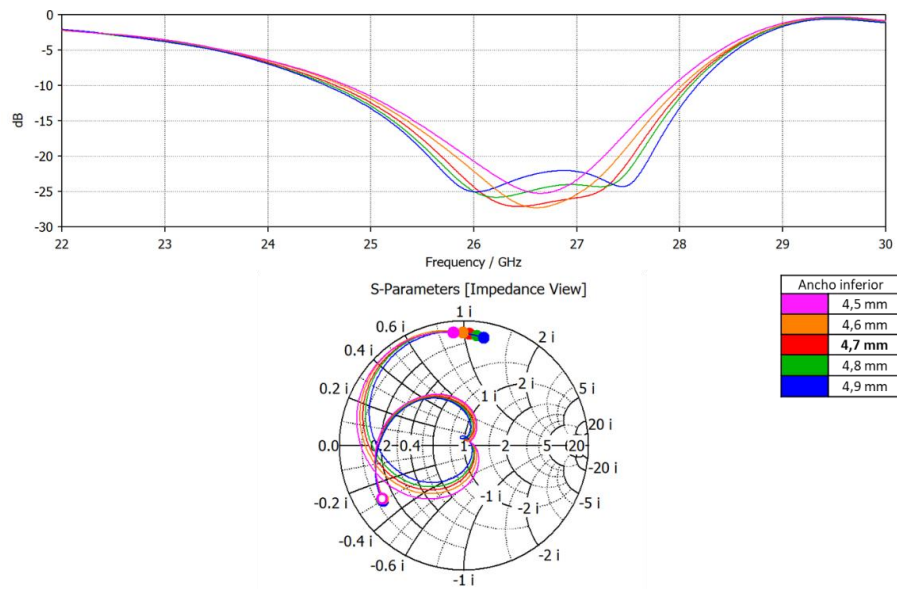 0
-5
-10
-15
-20
-25
-30
dB
22 23 24 25 26 27 28 29 30
Frequency / GHz
S-Parameters [Impedance View]
1 i
0.6 i
2 i
0.4 i
0.2 i
5 i
20 i
0.0
0.2
0.4
1
2
5
20
1 i
2 i
-1 i
-2 i
-20 i
-5 i
-0.2 i
-0.4 i
-0.6 i
-2 i
-1 i
Ancho inferior
4,5 mm
4,6 mm
4,7 mm
4,8 mm
4,9 mm